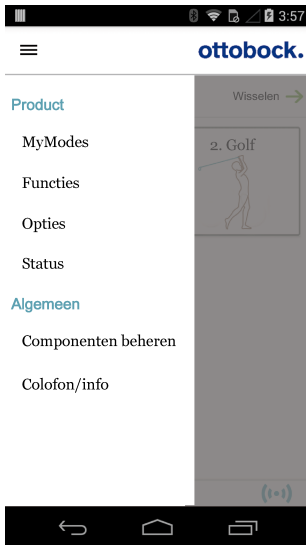 3:57
ottobock.
Product
Wisselen
MyModes
2. Golf
Functies
Opties
Status
Algemeen
Componenten beheren
Colofon/info